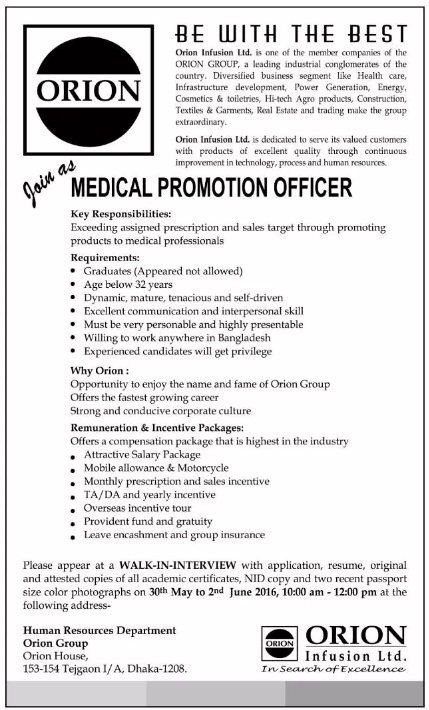 ORION
BE WITH THE BEST
Orion Infusion Ltd. is one of the member companies of the
ORION GROUP, a leading industrial conglomerates of the
country. Diversified business segment like Health care,
Infrastructure development, Power Generation, Energy,
Cosmetics & toiletries, Hi-tech Agro products, Construction,
Textiles & Garments, Real Estate and trading make the group
extraordinary.
Orion Infusion Ltd. is dedicated to serve its valued customers
with products of excellent quality through continuous
improvement in technology, process and human resources.
Join as
MEDICAL PROMOTION OFFICER
Key Responsibilities:
Exceeding assigned prescription and sales target through promoting
products to medical professionals
Requirements:
• Graduates (Appeared not allowed)
• Age below 32 years
• Dynamic, mature, tenacious and self-driven
• Excellent communication and interpersonal skill
• Must be very personable and highly presentable
• Willing to work anywhere in Bangladesh
• Experienced candidates will get privilege
Why Orion :
Opportunity to enjoy the name and fame of Orion Group
Offers the fastest growing career
Strong and conducive corporate culture
Remuneration & Incentive Packages:
Offers a compensation package that is highest in the industry
• Attractive Salary Package
• Mobile allowance & Motorcycle
• Monthly prescription and sales incentive
• TA/DA and yearly incentive
• Overseas incentive tour
• Provident fund and gratuity
• Leave encashment and group insurance
Please appear at a WALK-IN-INTERVIEW with application, resume, original
and attested copies of all academic certificates, NID copy and two recent passport
size color photographs on 30th May to 2nd June 2016, 10:00 am - 12:00 pm at the
following address-
Human Resources Department
Orion Group
Orion House,
153-154 Tejgaon I/A, Dhaka-1208.
ORION
ORION
Infusion Ltd.
In Search of Excellence